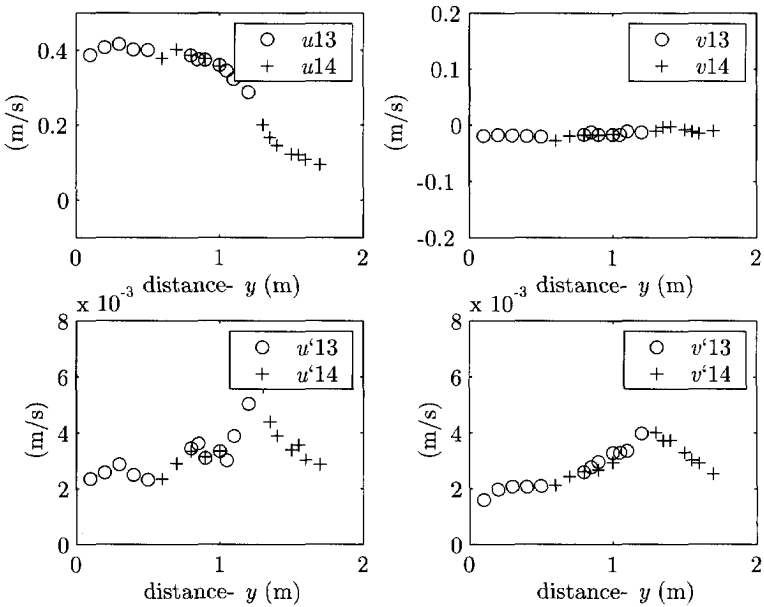 0.4
0.2
0
(m/s)
u13
u14
0 1 2
distance- y (m)
0.2
0.1
0
-0.1
-0.2
(m/s)
v13
v14
0 1 2
distance- y (m)
x 10⁻³
8
6
4
2
0
(m/s)
u‘13
u‘14
0 1 2
distance- y (m)
x 10⁻³
8
6
4
2
0
(m/s)
v‘13
v‘14
0 1 2
distance- y (m)